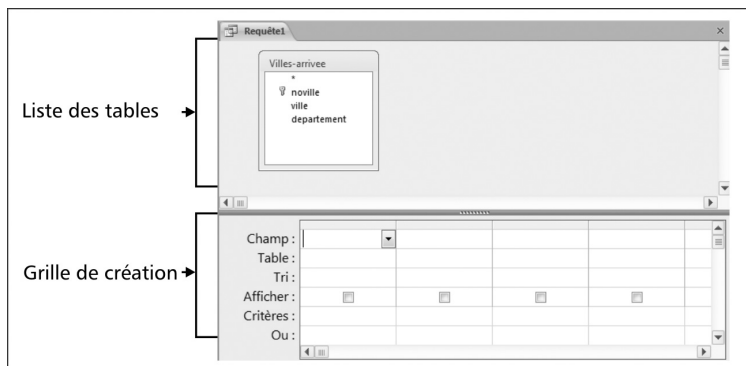 Requête1
Villes-arrivee
*
noville
ville
departement
Liste des tables
Grille de création
Champ :
Table :
Tri :
Afficher :
Critères :
Ou :